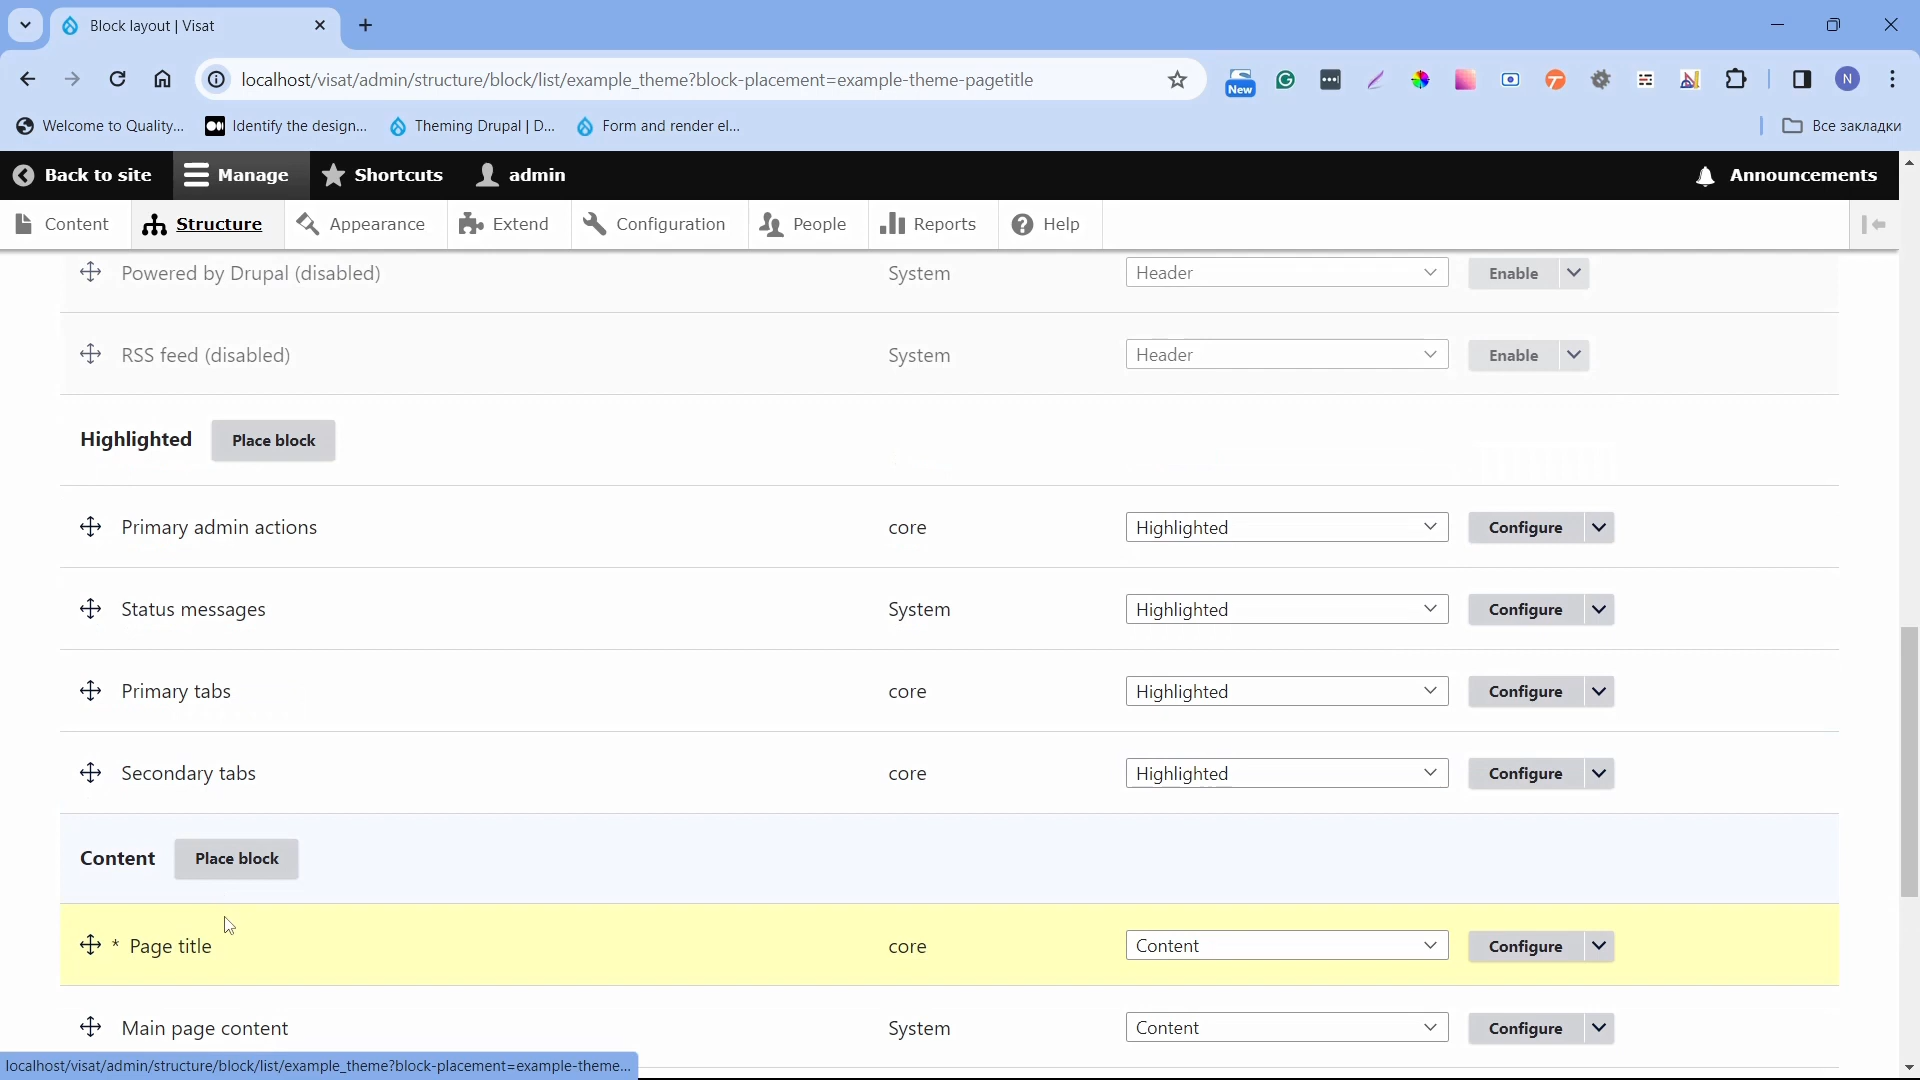 Block layout | Visat
localhost/visat/admin/structure/block/list/example_theme?block-placement=example-theme-pagetitle
New
N
Welcome to Quality... Identify the design... Theming Drupal | D... Form and render el... Все закладки
Back to site Manage Shortcuts admin Announcements
Content Structure Appearance Extend Configuration People Reports Help
Powered by Drupal (disabled) System Header Enable
RSS feed (disabled) System Header Enable
Highlighted Place block
Primary admin actions core Highlighted Configure
Status messages System Highlighted Configure
Primary tabs core Highlighted Configure
Secondary tabs core Highlighted Configure
Content Place block
* Page title core Content Configure
Main page content System Content Configure
localhost/visat/admin/structure/block/list/example_theme?block-placement=example-theme...